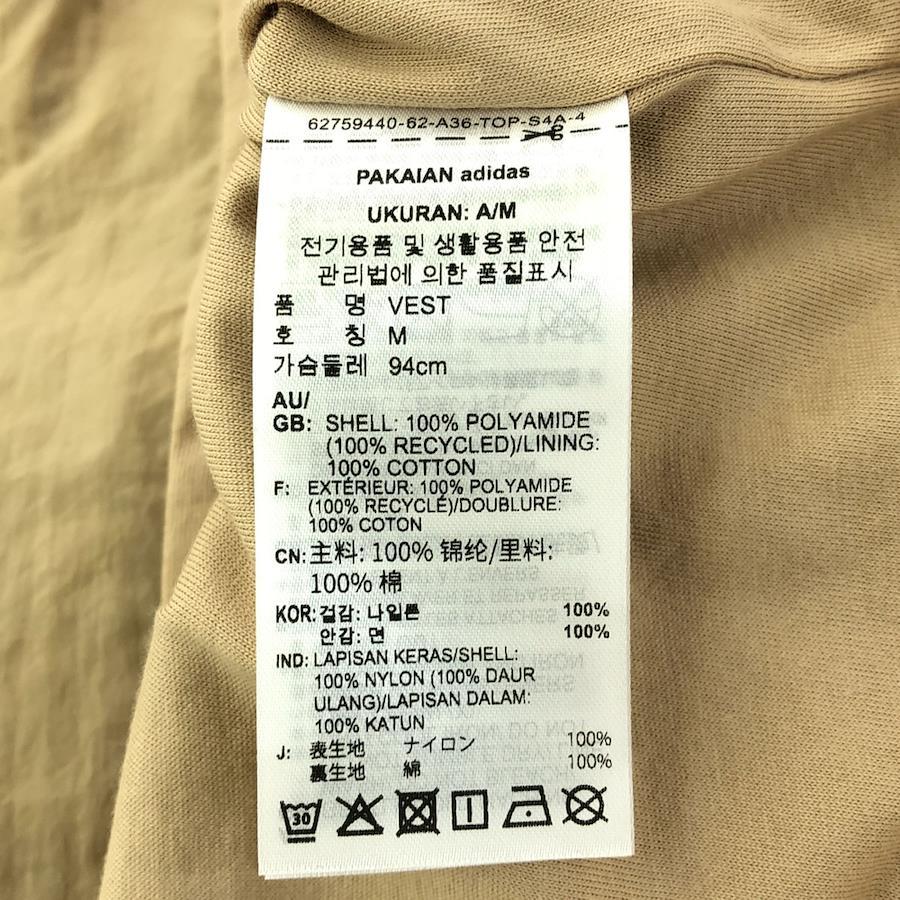 62759440-62-A36-TOP-S4A-4
PAKAIAN adidas
UKURAN: A/M
전기용품 및 생활용품 안전
관리법에 의한 품질표시
품 명 VEST
호 칭 M
가슴둘레 94cm
AU/
GB: SHELL: 100% POLYAMIDE
(100% RECYCLED)/LINING:
100% COTTON
F: EXTÉRIEUR: 100% POLYAMIDE
(100% RECYCLÉ)/DOUBLURE:
100% COTON
CN: 主料: 100% 锦纶/里料:
100% 棉
KOR: 겉감: 나일론 100%
안감: 면 100%
IND: LAPISAN KERAS/SHELL:
100% NYLON (100% DAUR
ULANG)/LAPISAN DALAM:
100% KATUN
J: 表生地 ナイロン 100%
裏生地 綿 100%
30